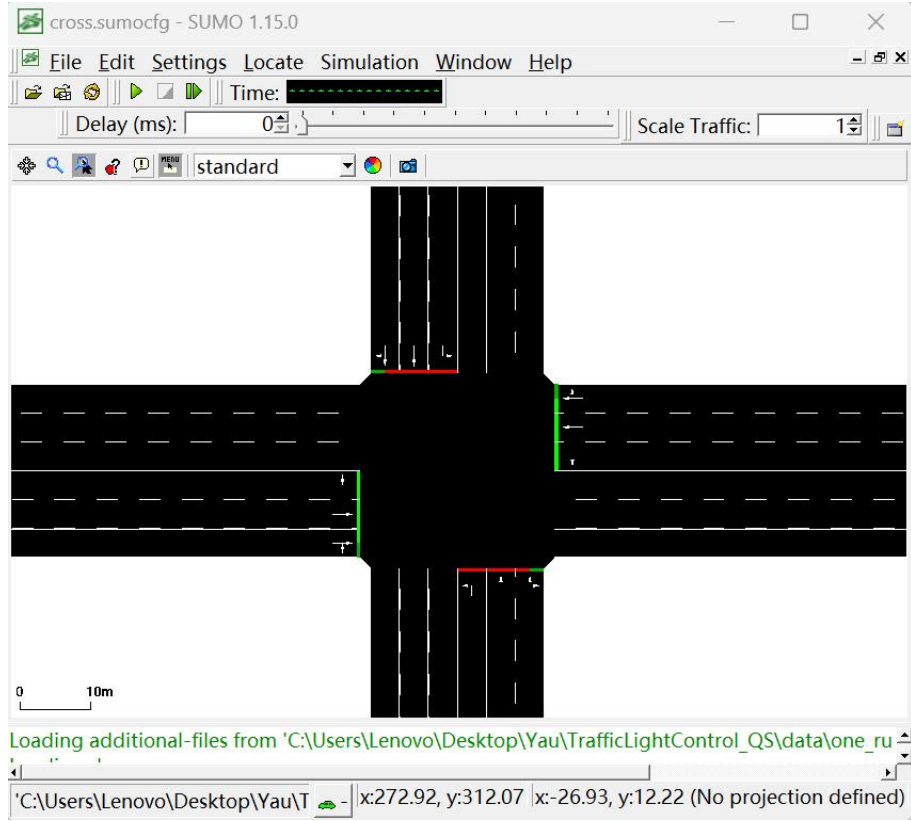 cross.sumocfg - SUMO 1.15.0
File Edit Settings Locate Simulation Window Help
Time:
Delay (ms): 0 Scale Traffic: 1
MENU standard
0 10m
Loading additional-files from 'C:\Users\Lenovo\Desktop\Yau\TrafficLightControl_QS\data\one_ru
'C:\Users\Lenovo\Desktop\Yau\T - x:272.92, y:312.07 x:-26.93, y:12.22 (No projection defined)